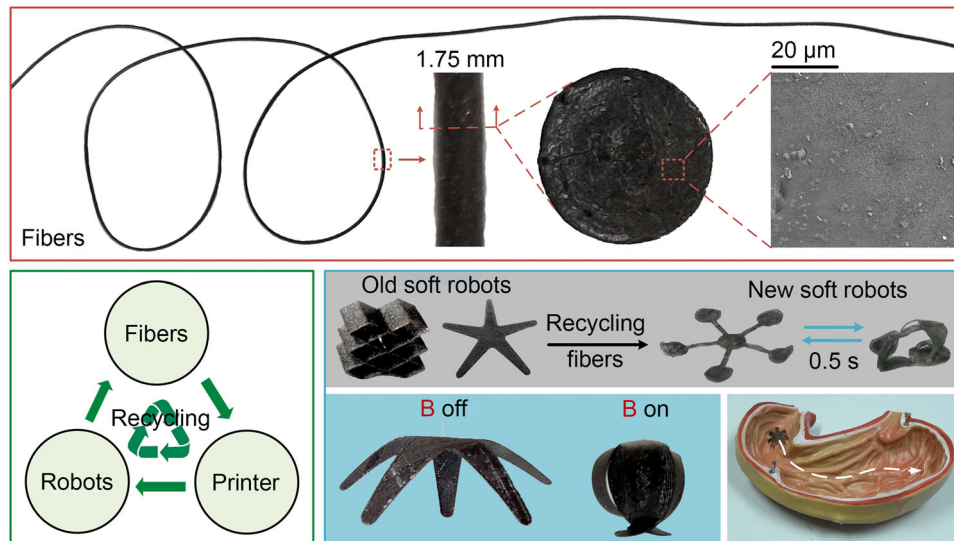 1.75 mm
20 µm
Fibers
Fibers
Recycling
Robots
Printer
Old soft robots
New soft robots
Recycling
fibers
0.5 s
B off
B on